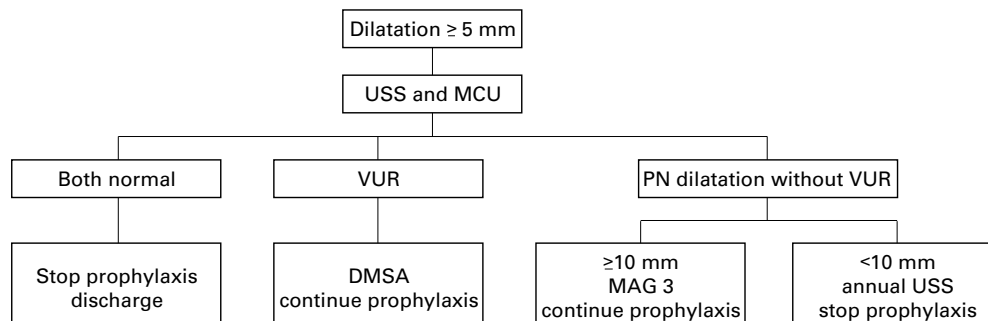 Dilatation ≥ 5 mm
USS and MCU
Both normal
VUR
PN dilatation without VUR
Stop prophylaxis
discharge
DMSA
continue prophylaxis
≥10 mm
MAG 3
continue prophylaxis
<10 mm
annual USS
stop prophylaxis